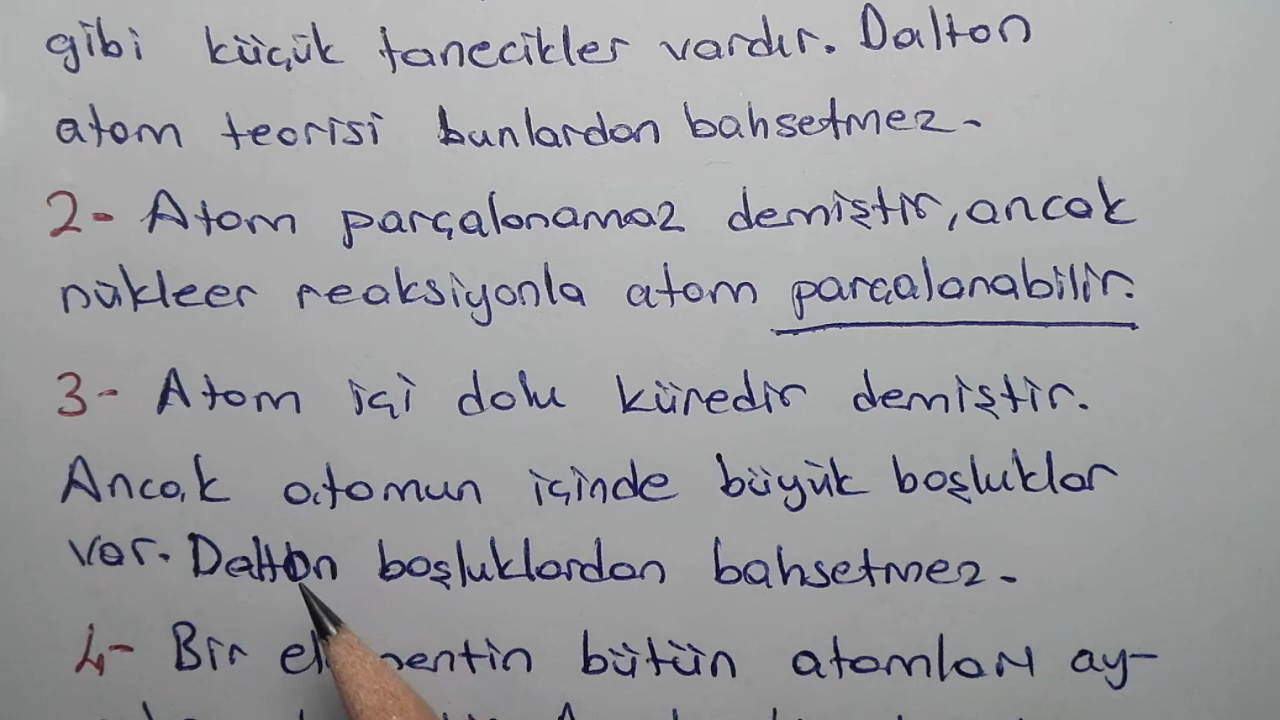 gibi küçük tanecikler vardır. Dalton
atom teorisi bunlardan bahsetmez.
2- Atom parçalanamaz demiştir, ancak
nükleer reaksiyonla atom parçalanabilir.
3- Atom içi dolu küredir demiştir.
Ancak atomun içinde büyük boşluklar
var. Dalton boşluklardan bahsetmez.
4- Bir elementin bütün atomları ay-